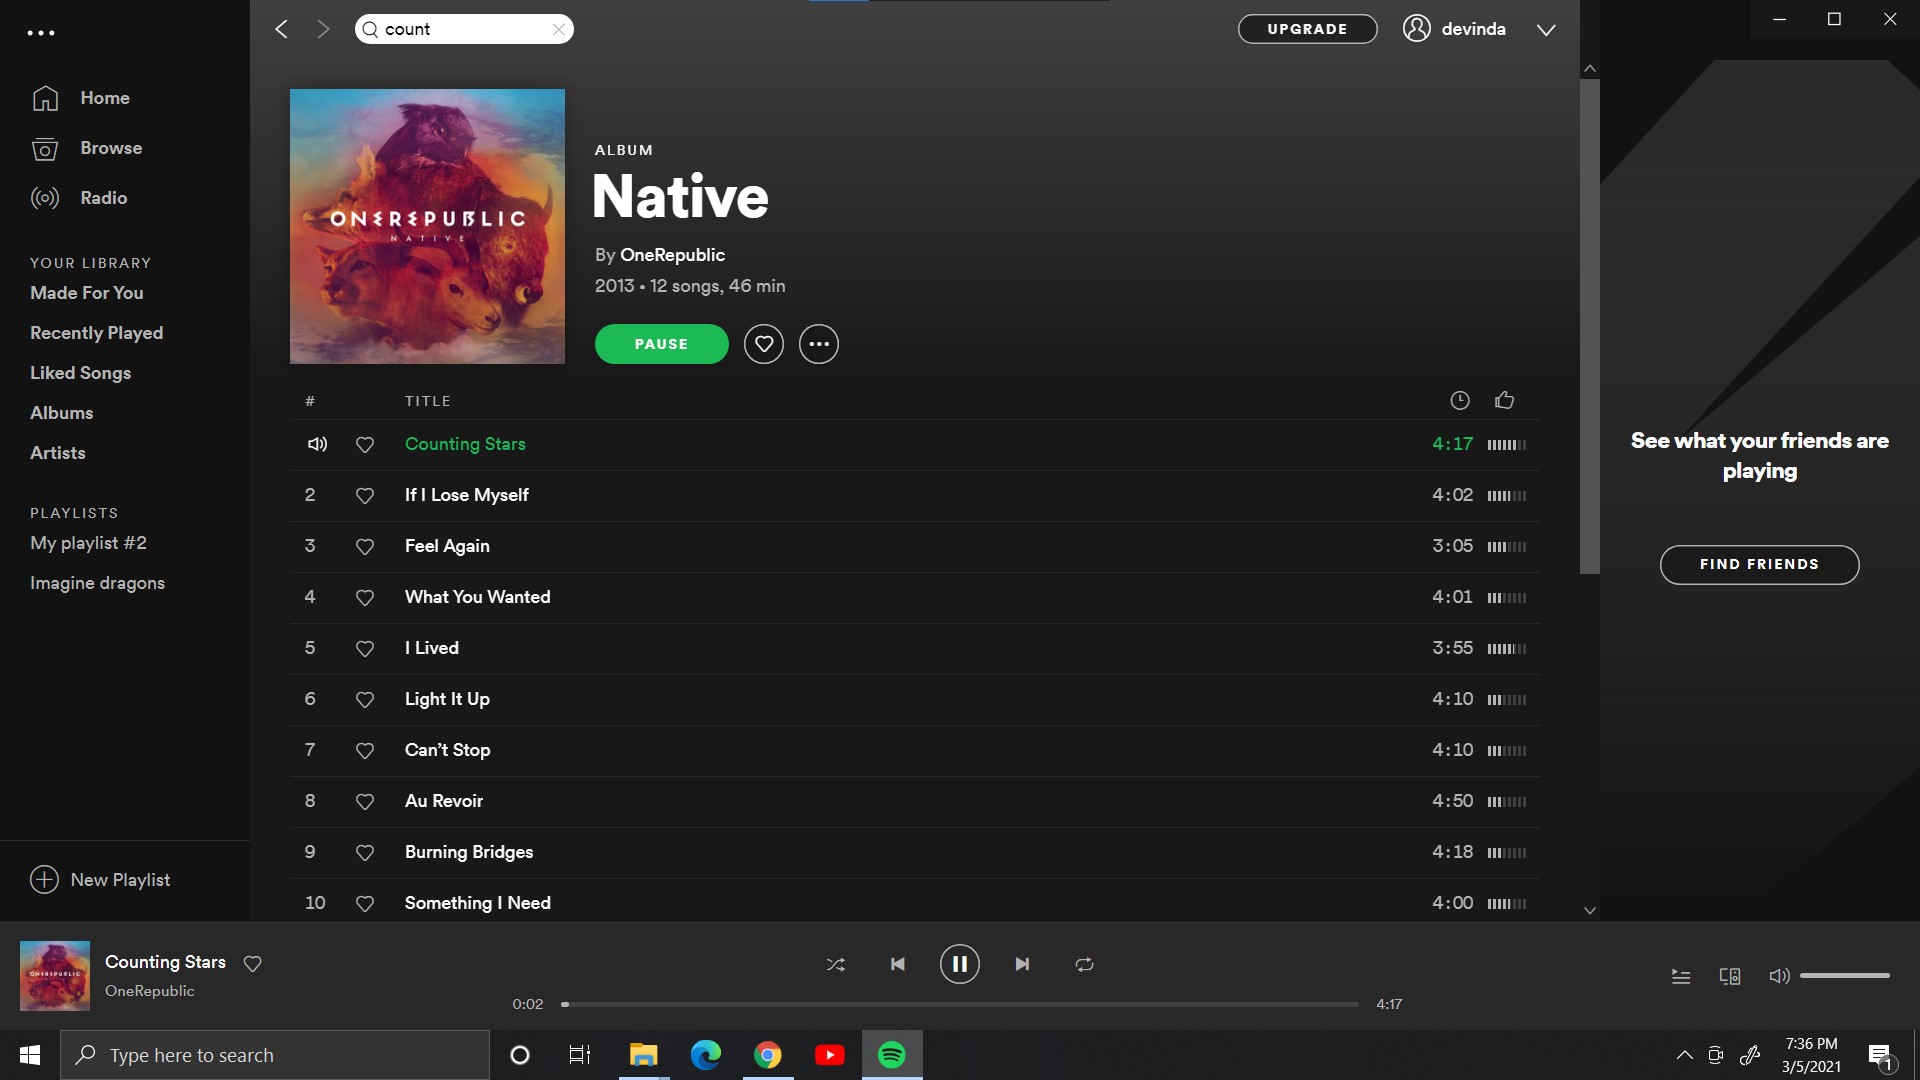 count
UPGRADE
devinda
Home
Browse
Radio
YOUR LIBRARY
Made For You
Recently Played
Liked Songs
Albums
Artists
PLAYLISTS
My playlist #2
Imagine dragons
New Playlist
ONEREPUBLIC
NATIVE
ALBUM
Native
By OneRepublic
2013 • 12 songs, 46 min
PAUSE
# TITLE
Counting Stars 4:17
2 If I Lose Myself 4:02
3 Feel Again 3:05
4 What You Wanted 4:01
5 I Lived 3:55
6 Light It Up 4:10
7 Can’t Stop 4:10
8 Au Revoir 4:50
9 Burning Bridges 4:18
10 Something I Need 4:00
See what your friends are
playing
FIND FRIENDS
ONEREPUBLIC
Counting Stars
OneRepublic
0:02
4:17
Type here to search
7:36 PM
3/5/2021
1